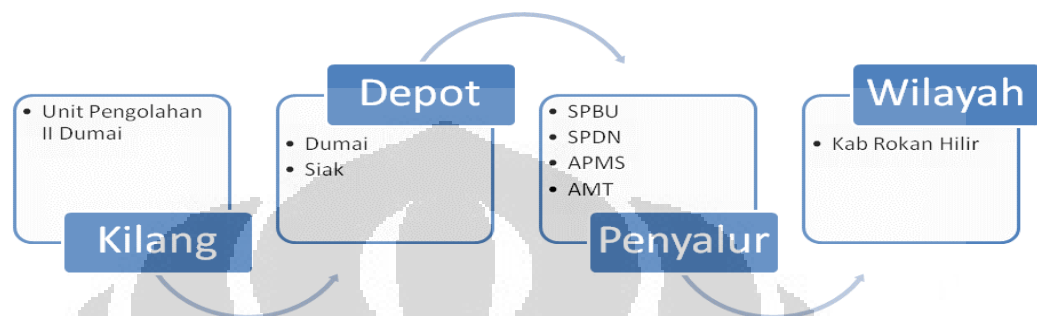 • Unit Pengolahan
II Dumai
Kilang
Depot
• Dumai
• Siak
• SPBU
• SPDN
• APMS
• AMT
Penyalur
Wilayah
• Kab Rokan Hilir